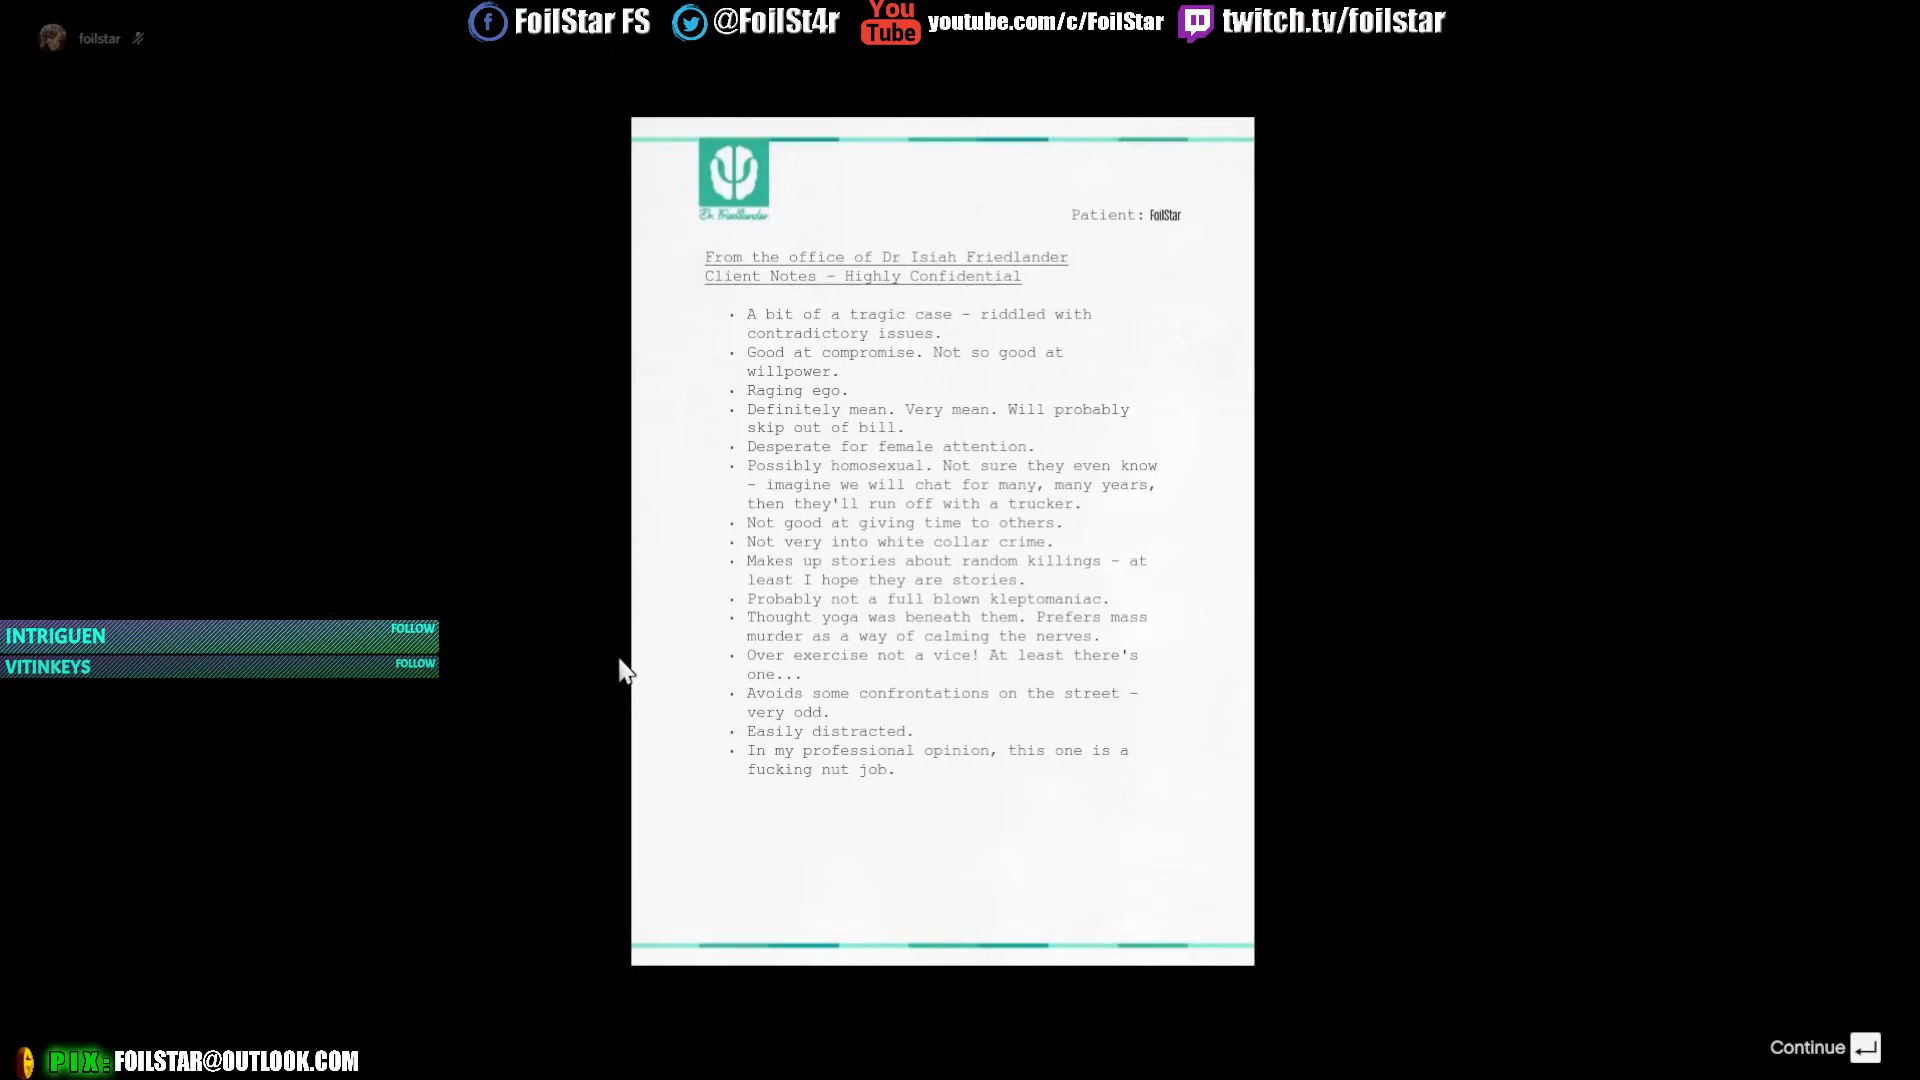 foilstar
FoilStar FS
@FoilSt4r
You
Tube
youtube.com/c/FoilStar
twitch.tv/foilstar
Dr. Friedlander
Patient: FoilStar
From the office of Dr Isiah Friedlander
Client Notes - Highly Confidential
• A bit of a tragic case - riddled with
contradictory issues.
• Good at compromise. Not so good at
willpower.
• Raging ego.
• Definitely mean. Very mean. Will probably
skip out of bill.
• Desperate for female attention.
• Possibly homosexual. Not sure they even know
- imagine we will chat for many, many years,
then they'll run off with a trucker.
• Not good at giving time to others.
• Not very into white collar crime.
• Makes up stories about random killings - at
least I hope they are stories.
• Probably not a full blown kleptomaniac.
• Thought yoga was beneath them. Prefers mass
murder as a way of calming the nerves.
• Over exercise not a vice! At least there's
one...
• Avoids some confrontations on the street -
very odd.
• Easily distracted.
• In my professional opinion, this one is a
fucking nut job.
INTRIGUEN FOLLOW
VITINKEYS FOLLOW
PIX: FOILSTAR@OUTLOOK.COM
Continue